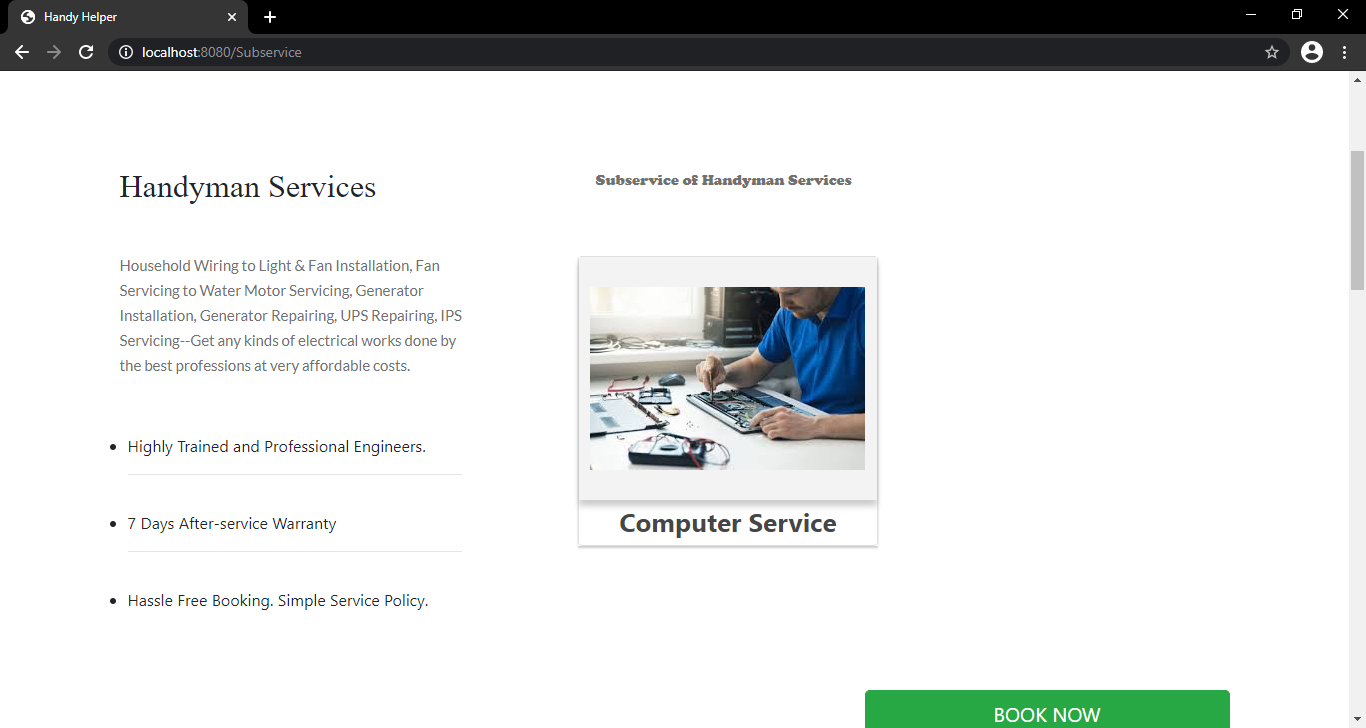 Handy Helper
localhost:8080/Subservice
Handyman Services
Household Wiring to Light & Fan Installation, Fan
Servicing to Water Motor Servicing, Generator
Installation, Generator Repairing, UPS Repairing, IPS
Servicing--Get any kinds of electrical works done by
the best professions at very affordable costs.
Highly Trained and Professional Engineers.
7 Days After-service Warranty
Hassle Free Booking. Simple Service Policy.
Subservice of Handyman Services
Computer Service
BOOK NOW